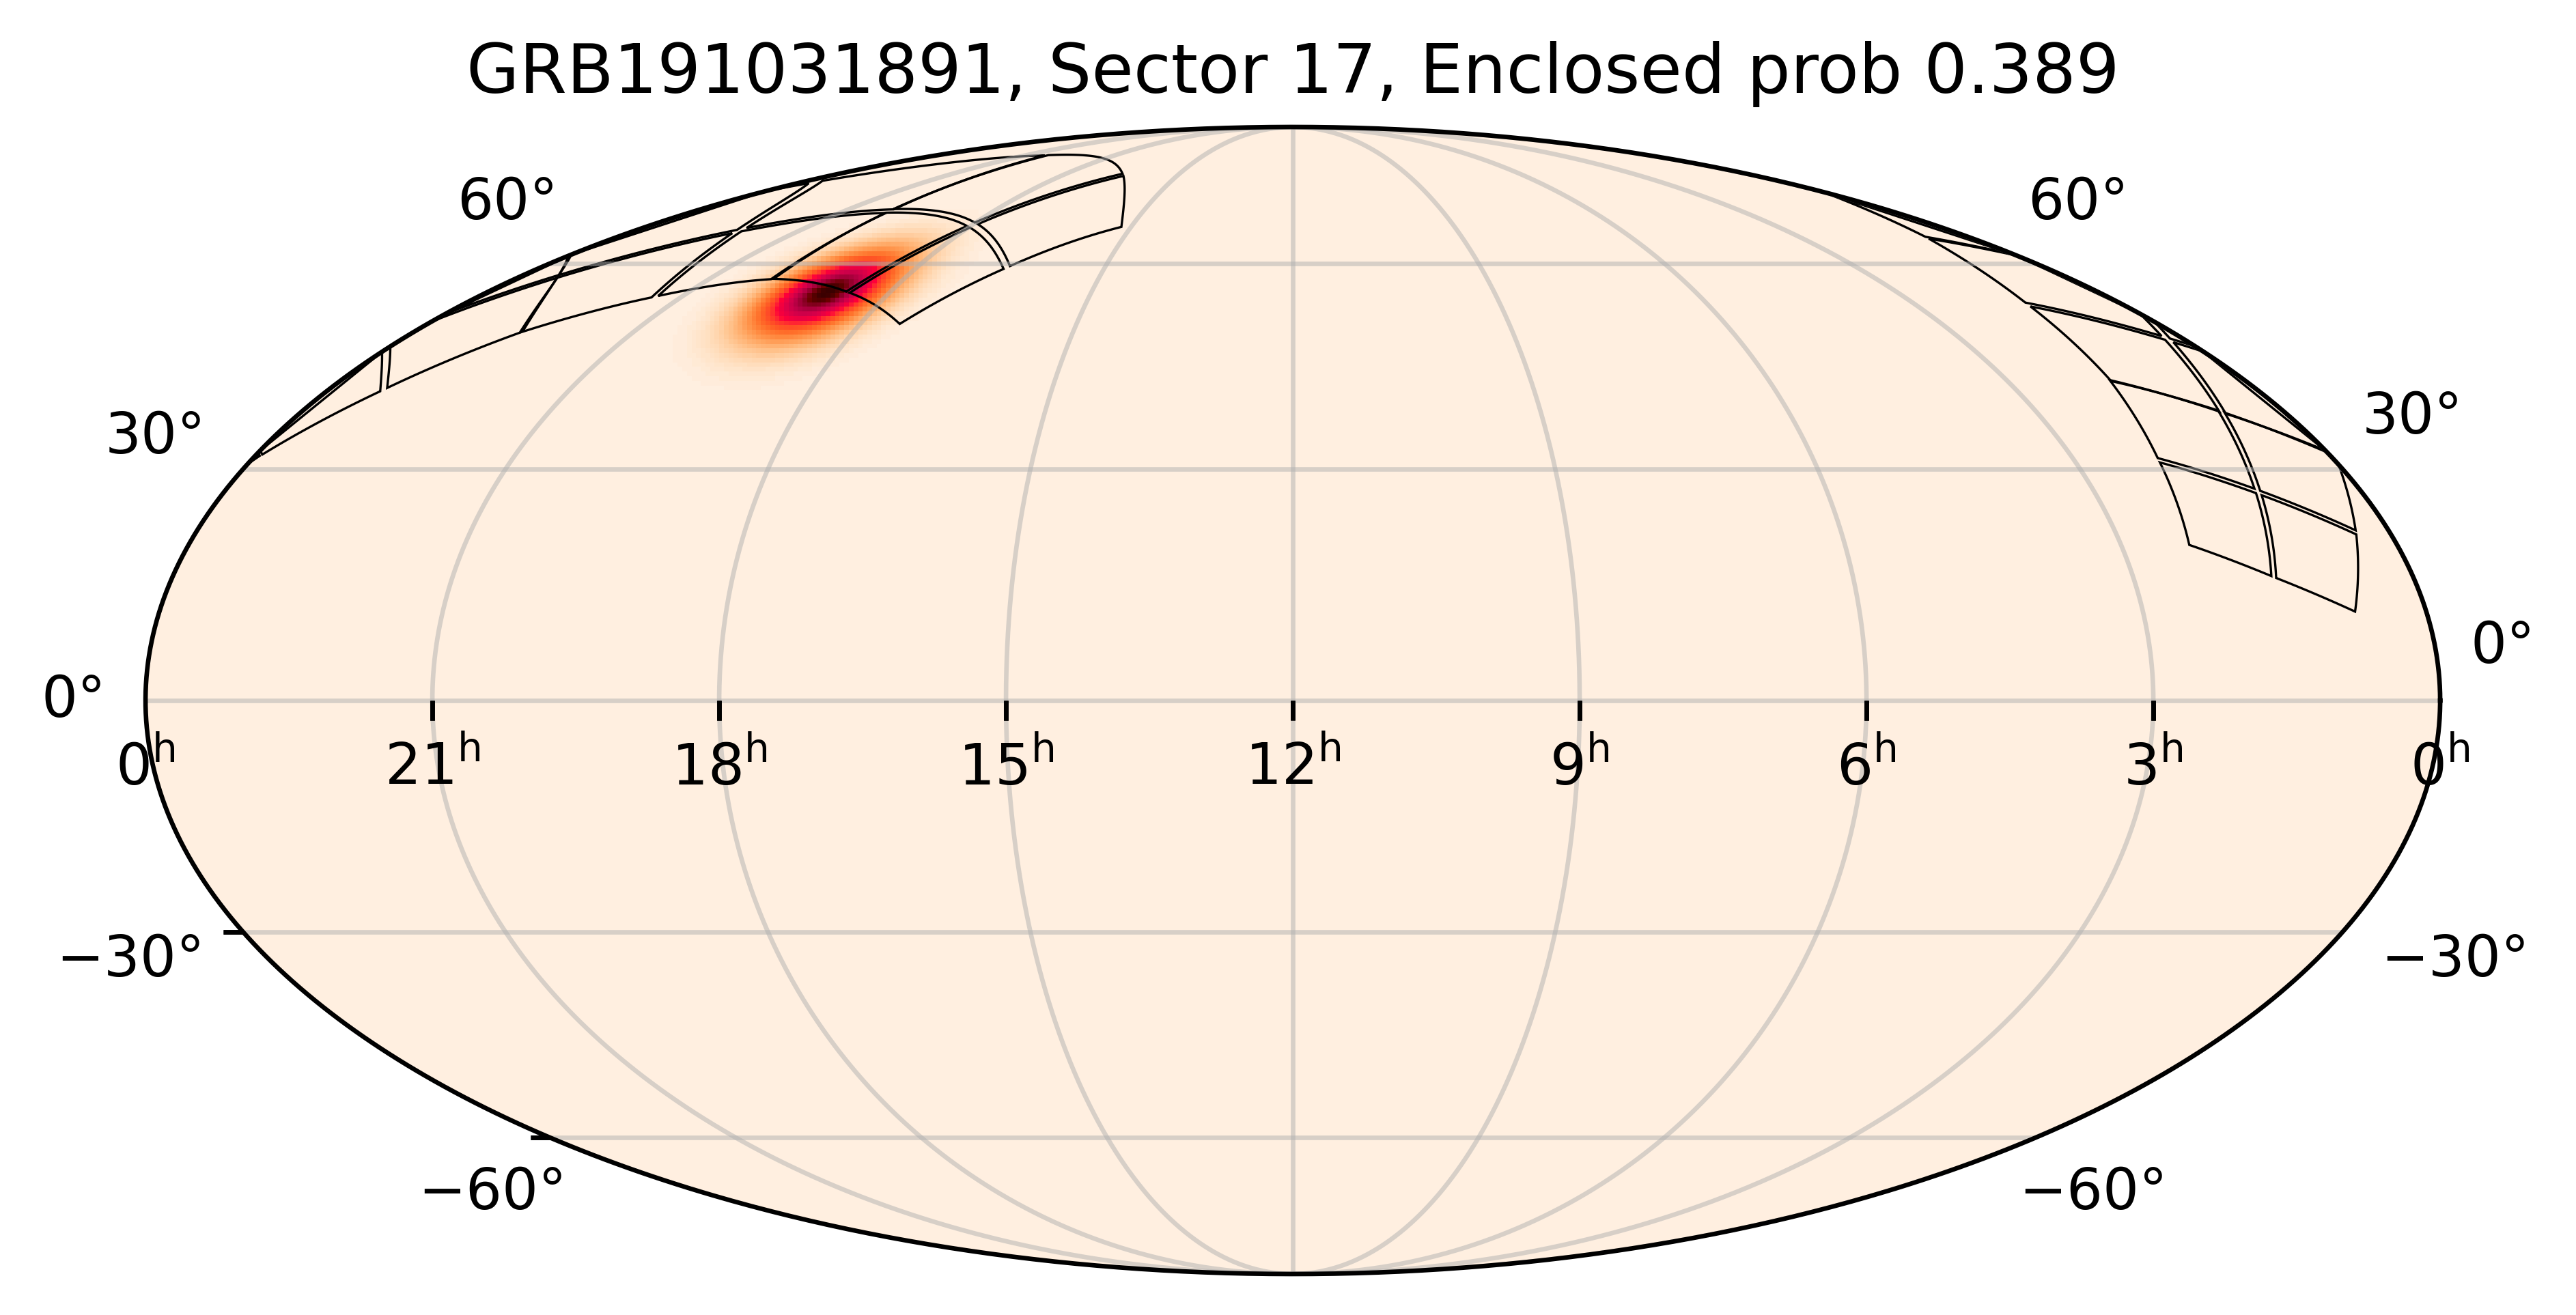 GRB191031891, Sector 17, Enclosed prob 0.389
60° 60°
30° 30°
0° 0°
0ʰ 21ʰ 18ʰ 15ʰ 12ʰ 9ʰ 6ʰ 3ʰ 0ʰ
−30° −30°
−60° −60°